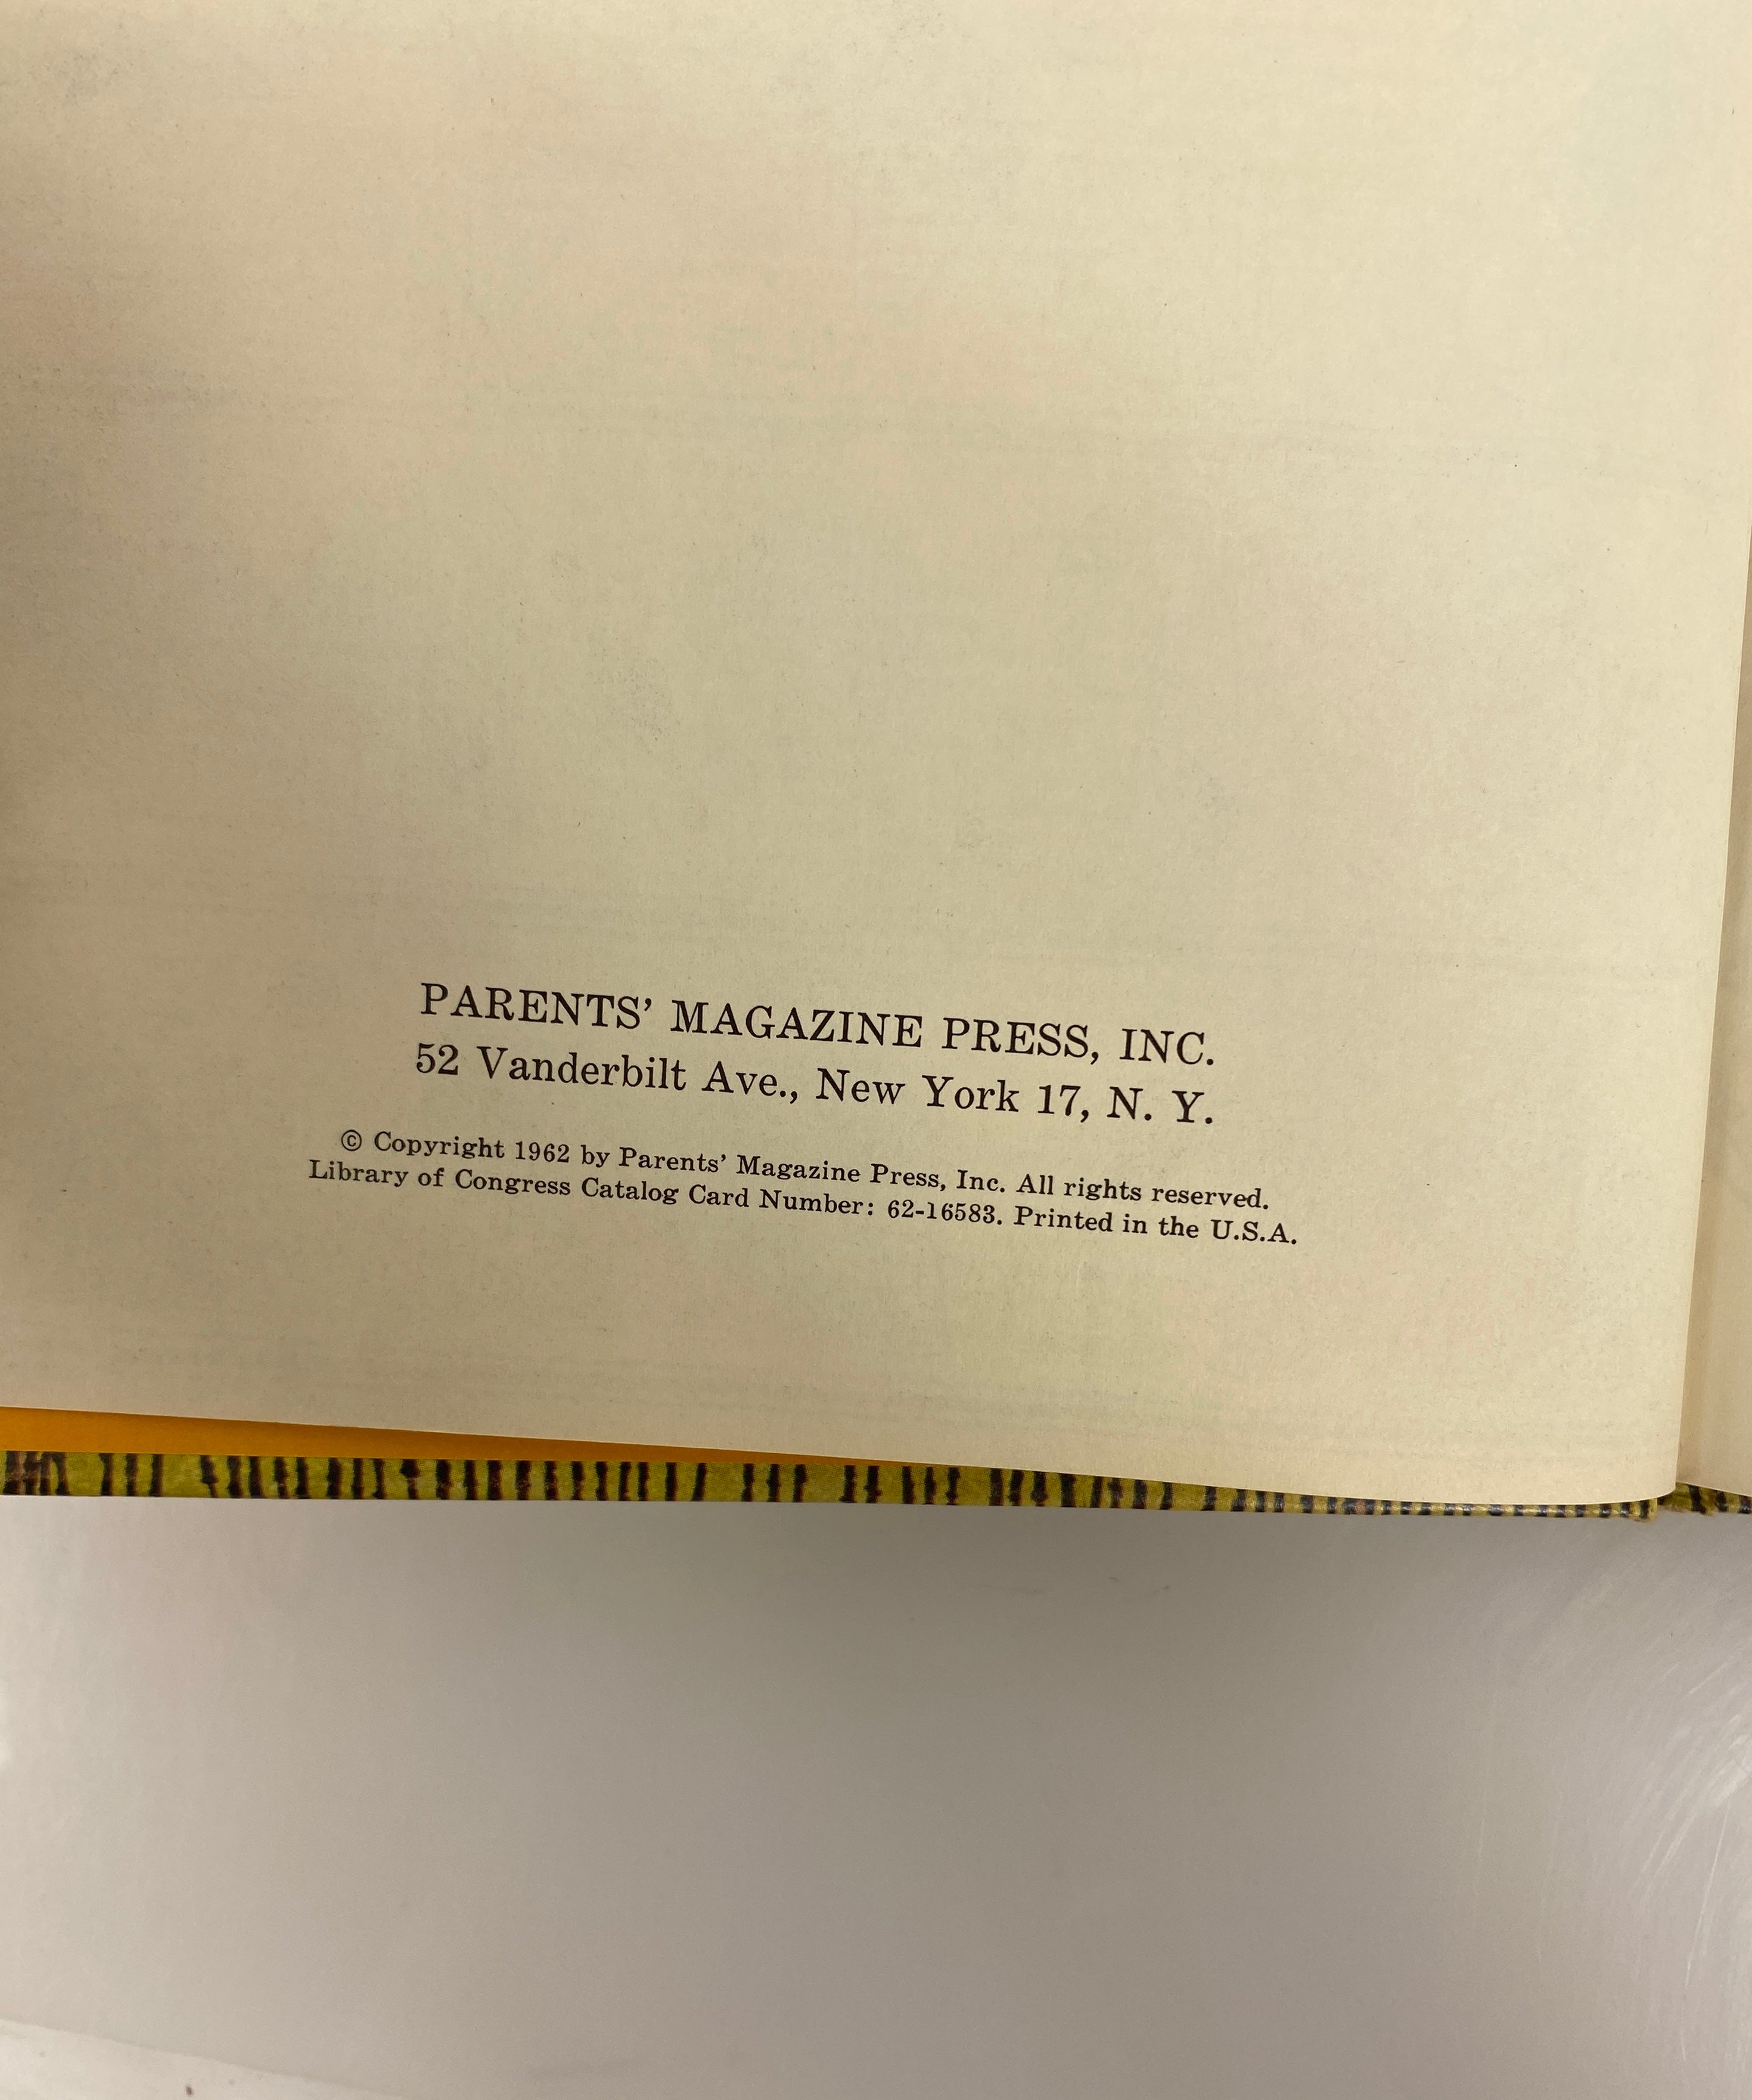 PARENTS’ MAGAZINE PRESS, INC.
52 Vanderbilt Ave., New York 17, N. Y.
© Copyright 1962 by Parents’ Magazine Press, Inc. All rights reserved.
Library of Congress Catalog Card Number: 62-16583. Printed in the U.S.A.